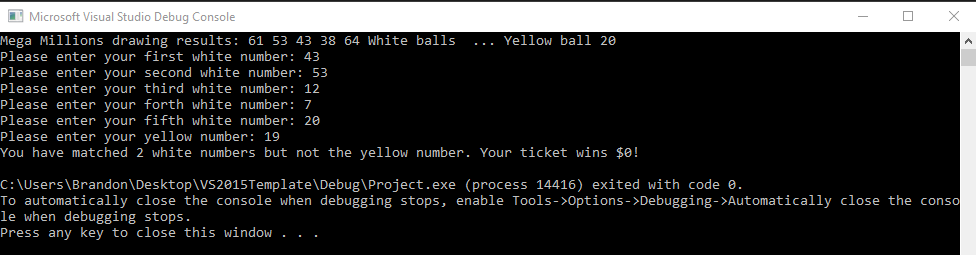 Microsoft Visual Studio Debug Console
Mega Millions drawing results: 61 53 43 38 64 White balls  ... Yellow ball 20
Please enter your first white number: 43
Please enter your second white number: 53
Please enter your third white number: 12
Please enter your forth white number: 7
Please enter your fifth white number: 20
Please enter your yellow number: 19
You have matched 2 white numbers but not the yellow number. Your ticket wins $0!
C:\Users\Brandon\Desktop\VS2015Template\Debug\Project.exe (process 14416) exited with code 0.
To automatically close the console when debugging stops, enable Tools->Options->Debugging->Automatically close the conso
le when debugging stops.
Press any key to close this window . . .